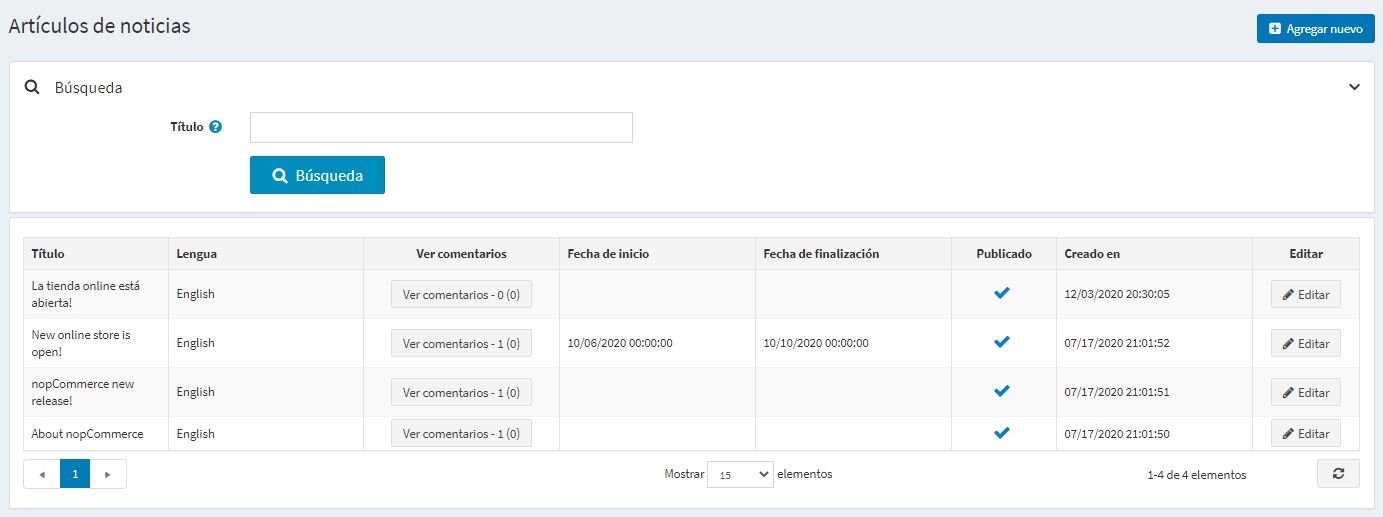 Artículos de noticias
Agregar nuevo
Búsqueda
Título
Búsqueda
Título Lengua Ver comentarios Fecha de inicio Fecha de finalización Publicado Creado en Editar
La tienda online está
abierta!
English Ver comentarios - 0 (0) 12/03/2020 20:30:05 Editar
New online store is
open!
English Ver comentarios - 1 (0) 10/06/2020 00:00:00 10/10/2020 00:00:00 07/17/2020 21:01:52 Editar
nopCommerce new
release!
English Ver comentarios - 1 (0) 07/17/2020 21:01:51 Editar
About nopCommerce English Ver comentarios - 1 (0) 07/17/2020 21:01:50 Editar
1 Mostrar 15 elementos 1-4 de 4 elementos